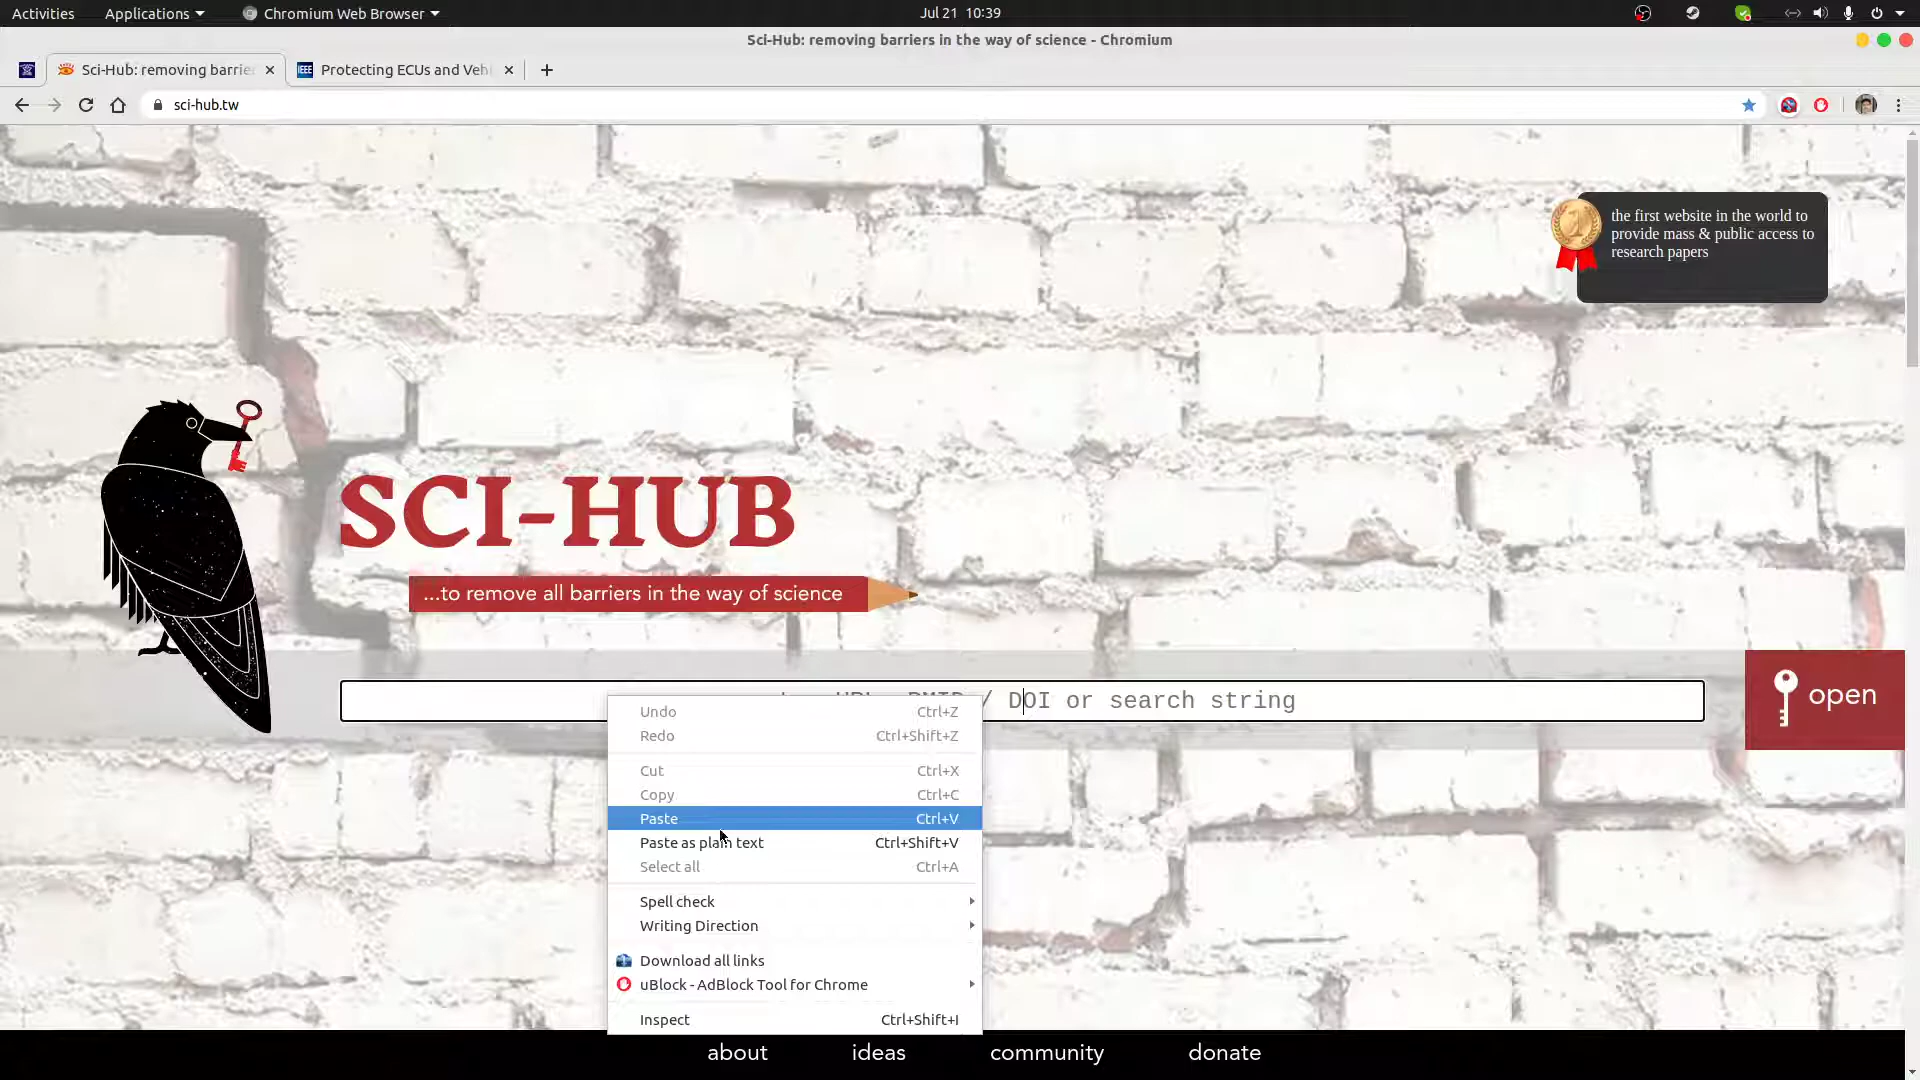 Activities Applications Chromium Web Browser Jul 21 10:39
Sci-Hub: removing barriers in the way of science - Chromium
Sci-Hub: removing barrie Protecting ECUs and Vehi
sci-hub.tw
the first website in the world to
provide mass & public access to
research papers
SCI-HUB
...to remove all barriers in the way of science
/ DOI or search string
open
Undo Ctrl+Z
Redo Ctrl+Shift+Z
Cut Ctrl+X
Copy Ctrl+C
Paste Ctrl+V
Paste as plain text Ctrl+Shift+V
Select all Ctrl+A
Spell check
Writing Direction
Download all links
uBlock - AdBlock Tool for Chrome
Inspect Ctrl+Shift+I
about ideas community donate